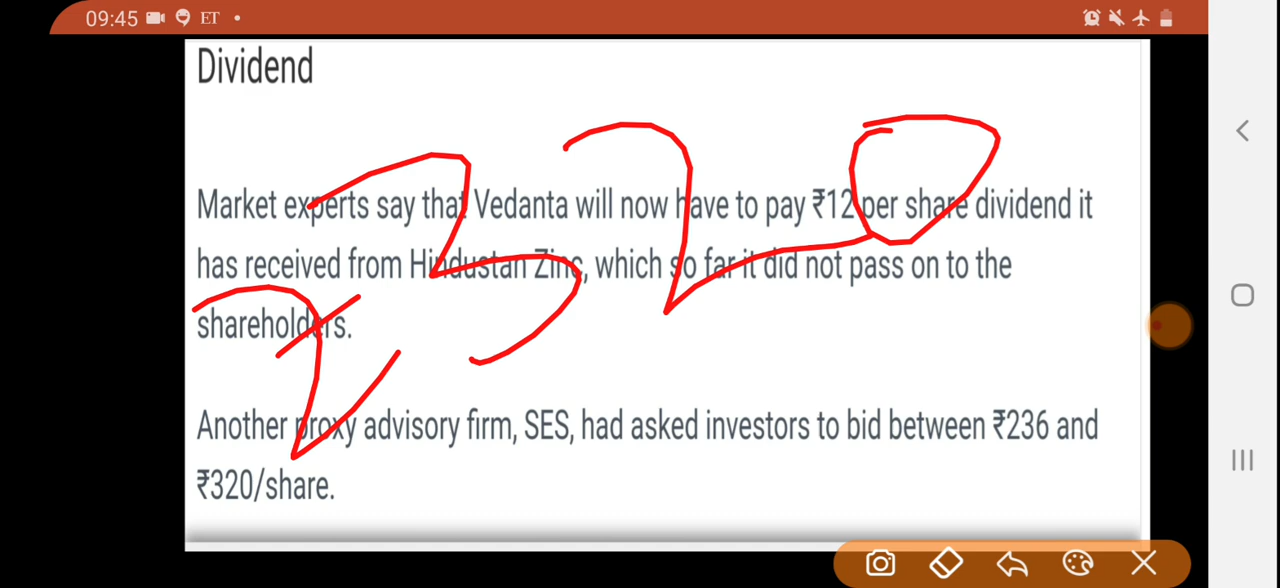 09:45 ET
Dividend
Market experts say that Vedanta will now have to pay ₹12 per share dividend it
has received from Hindustan Zinc, which so far it did not pass on to the
shareholders.
₹320
Another proxy advisory firm, SES, had asked investors to bid between ₹236 and
₹320/share.